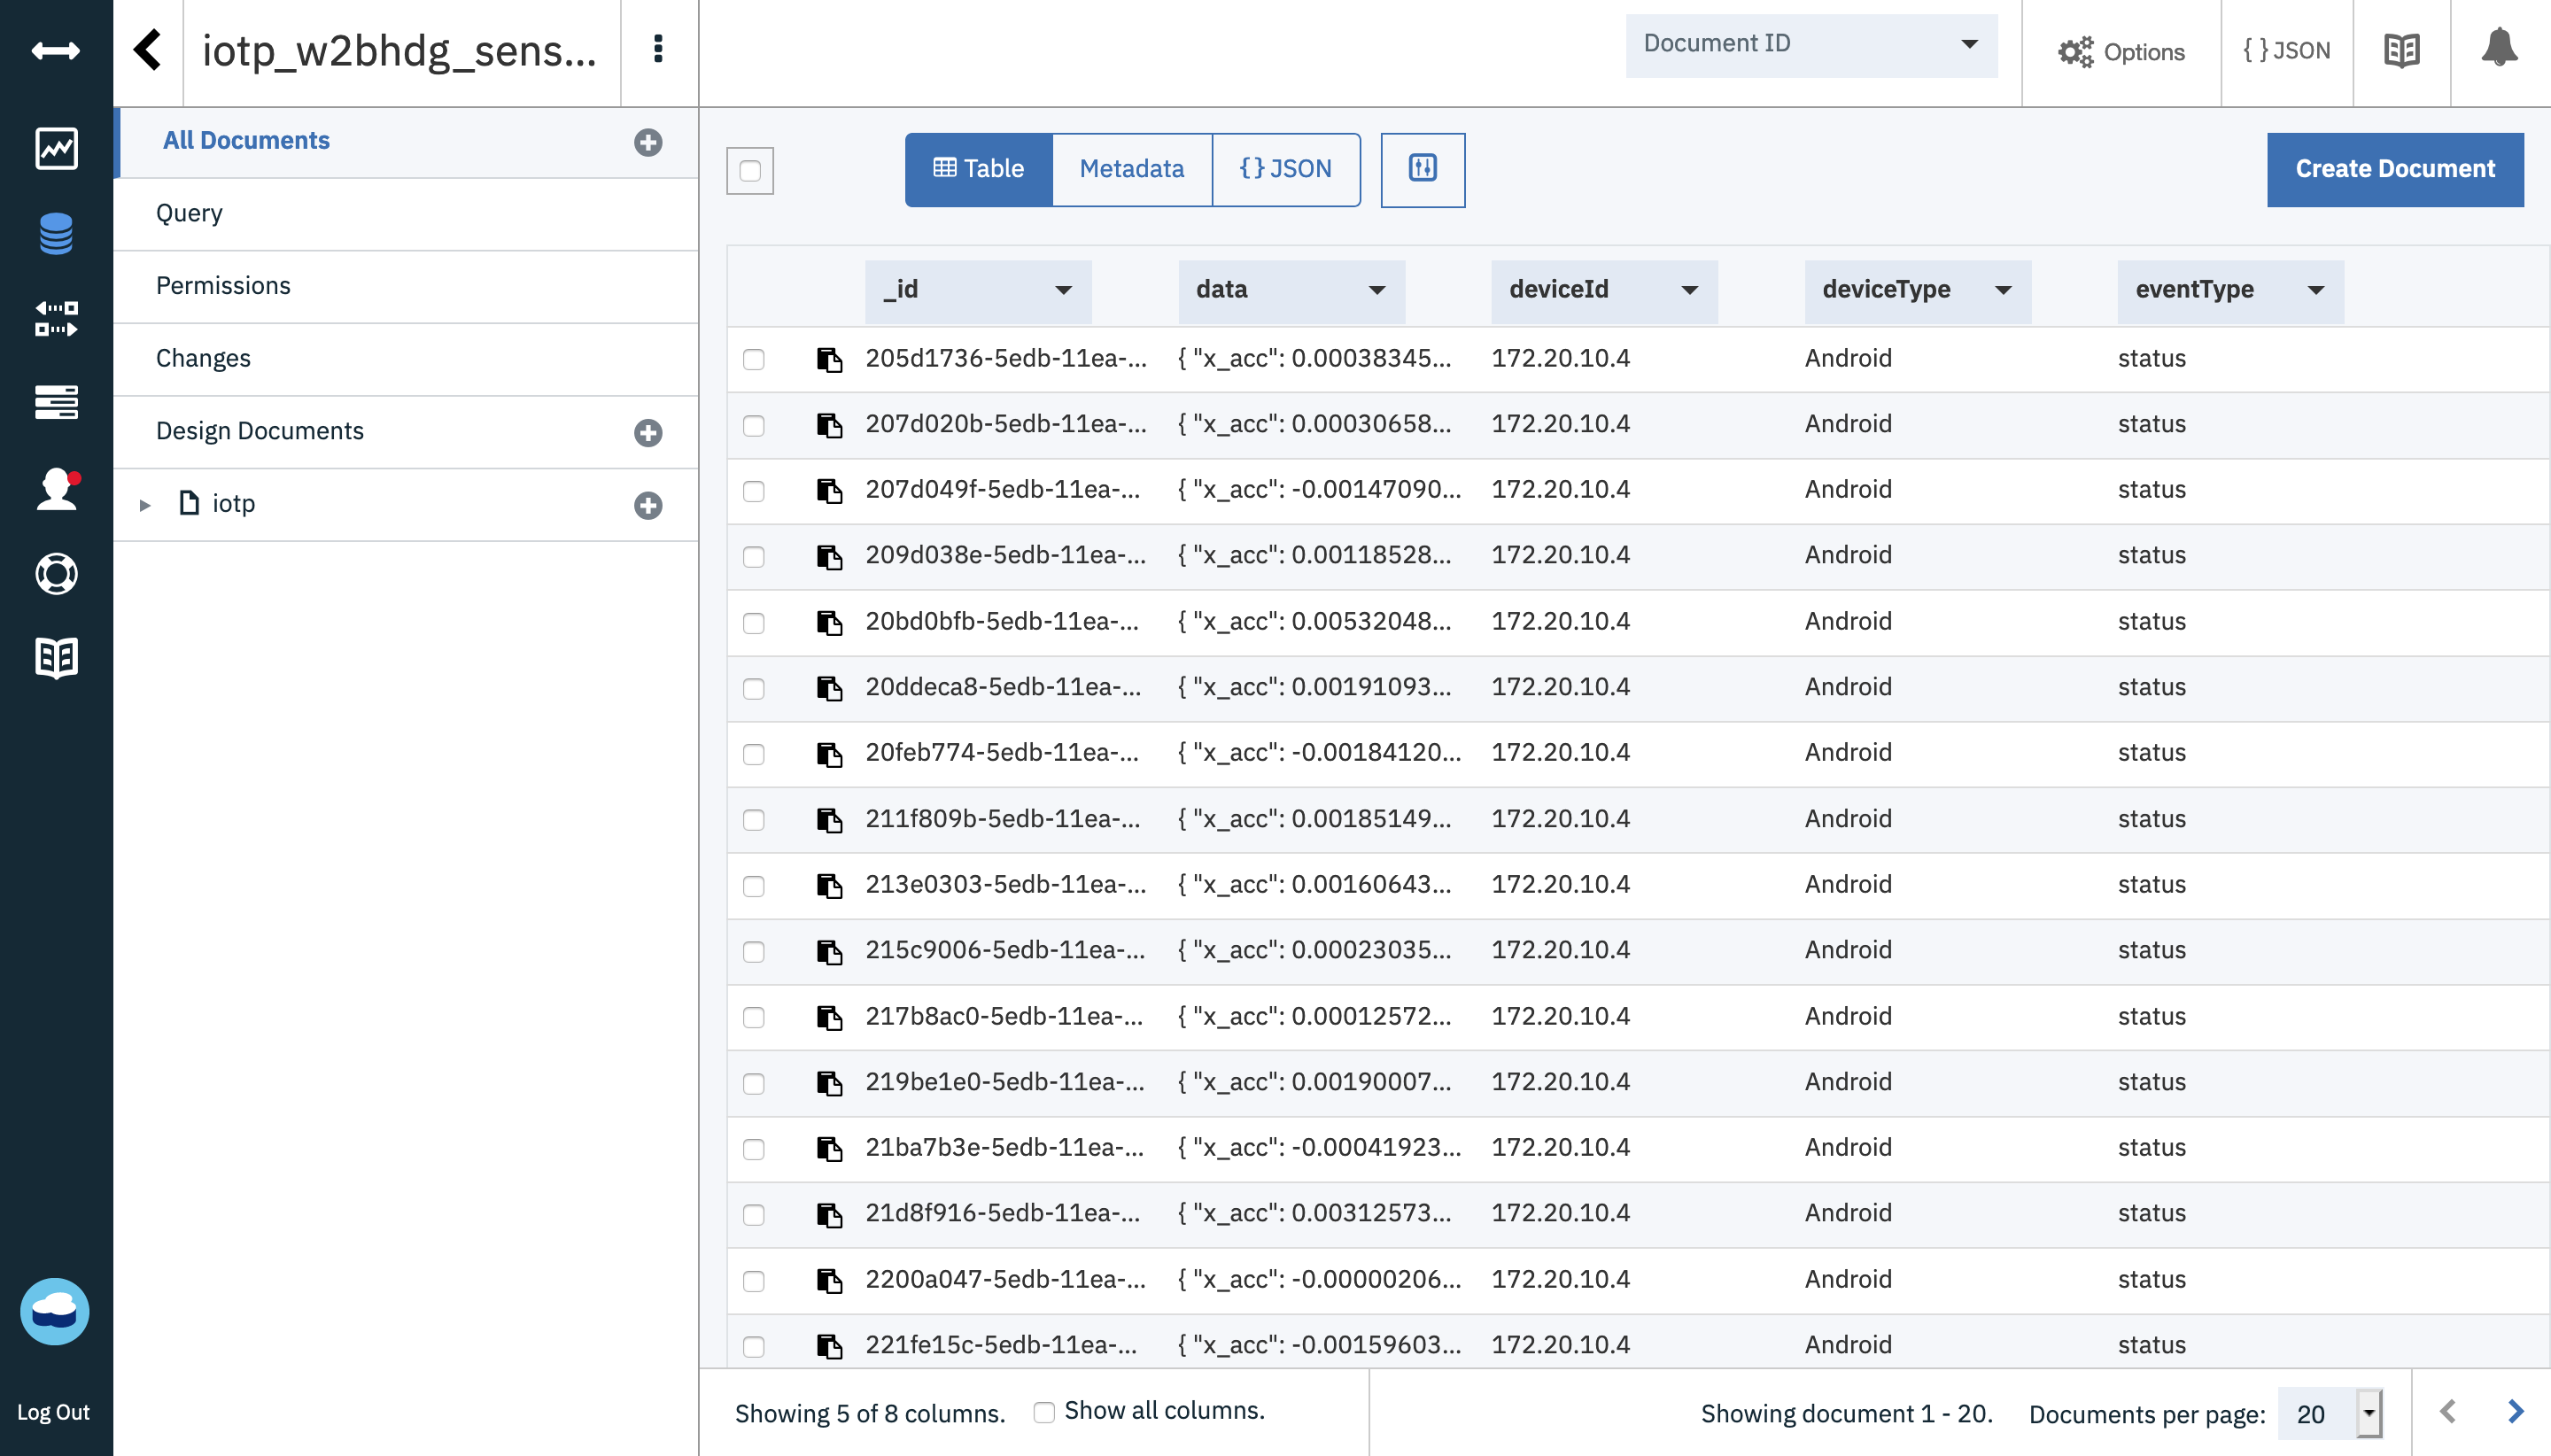 iotp_w2bhdg_sens...
Document ID
Options
{ } JSON
All Documents
Query
Permissions
Changes
Design Documents
iotp
Log Out
Table
Metadata
{ } JSON
Create Document
_id data deviceId deviceType eventType
205d1736-5edb-11ea-... { "x_acc": 0.00038345... 172.20.10.4 Android status
207d020b-5edb-11ea-... { "x_acc": 0.00030658... 172.20.10.4 Android status
207d049f-5edb-11ea-... { "x_acc": -0.00147090... 172.20.10.4 Android status
209d038e-5edb-11ea-... { "x_acc": 0.00118528... 172.20.10.4 Android status
20bd0bfb-5edb-11ea-... { "x_acc": 0.00532048... 172.20.10.4 Android status
20ddeca8-5edb-11ea-... { "x_acc": 0.00191093... 172.20.10.4 Android status
20feb774-5edb-11ea-... { "x_acc": -0.00184120... 172.20.10.4 Android status
211f809b-5edb-11ea-... { "x_acc": 0.00185149... 172.20.10.4 Android status
213e0303-5edb-11ea-... { "x_acc": 0.00160643... 172.20.10.4 Android status
215c9006-5edb-11ea-... { "x_acc": 0.00023035... 172.20.10.4 Android status
217b8ac0-5edb-11ea-... { "x_acc": 0.00012572... 172.20.10.4 Android status
219be1e0-5edb-11ea-... { "x_acc": 0.00190007... 172.20.10.4 Android status
21ba7b3e-5edb-11ea-... { "x_acc": -0.00041923... 172.20.10.4 Android status
21d8f916-5edb-11ea-... { "x_acc": 0.00312573... 172.20.10.4 Android status
2200a047-5edb-11ea-... { "x_acc": -0.00000206... 172.20.10.4 Android status
221fe15c-5edb-11ea-... { "x_acc": -0.00159603... 172.20.10.4 Android status
Showing 5 of 8 columns. Show all columns. Showing document 1 - 20. Documents per page: 20